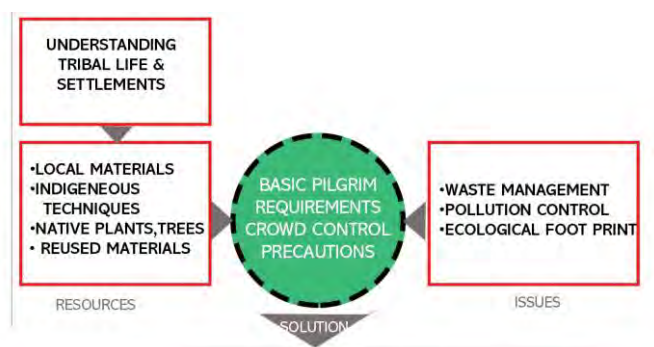 UNDERSTANDING
TRIBAL LIFE &
SETTLEMENTS
•LOCAL MATERIALS
•INDIGENEOUS
TECHNIQUES
•NATIVE PLANTS,TREES
• REUSED MATERIALS
RESOURCES
BASIC PILGRIM
REQUIREMENTS
CROWD CONTROL
PRECAUTIONS
•WASTE MANAGEMENT
•POLLUTION CONTROL
•ECOLOGICAL FOOT PRINT
ISSUES
SOLUTION